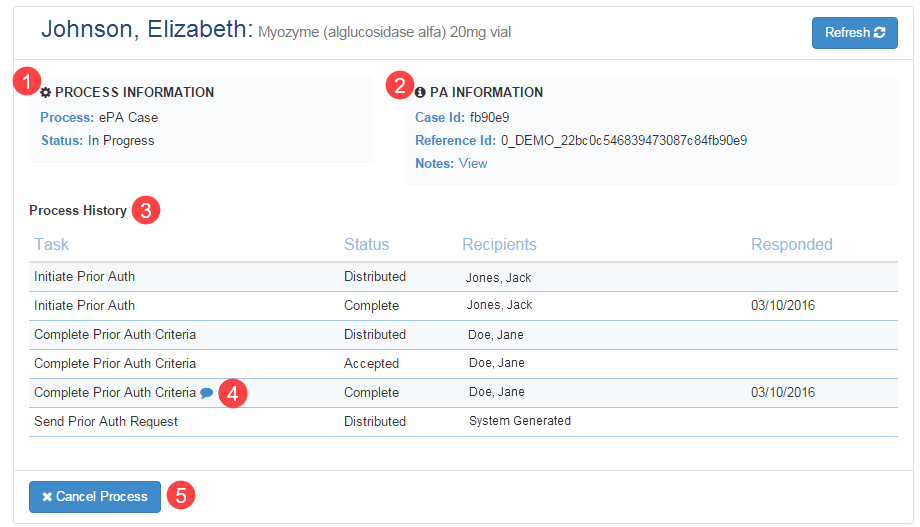 Johnson, Elizabeth: Myozyme (alglucosidase alfa) 20mg vial
Refresh
1
PROCESS INFORMATION
Process: ePA Case
Status: In Progress
2
PA INFORMATION
Case Id: fb90e9
Reference Id: 0_DEMO_22bc0c546839473087c84fb90e9
Notes: View
Process History 3
Task Status Recipients Responded
Initiate Prior Auth Distributed Jones, Jack
Initiate Prior Auth Complete Jones, Jack 03/10/2016
Complete Prior Auth Criteria Distributed Doe, Jane
Complete Prior Auth Criteria Accepted Doe, Jane
Complete Prior Auth Criteria 4 Complete Doe, Jane 03/10/2016
Send Prior Auth Request Distributed System Generated
Cancel Process 5